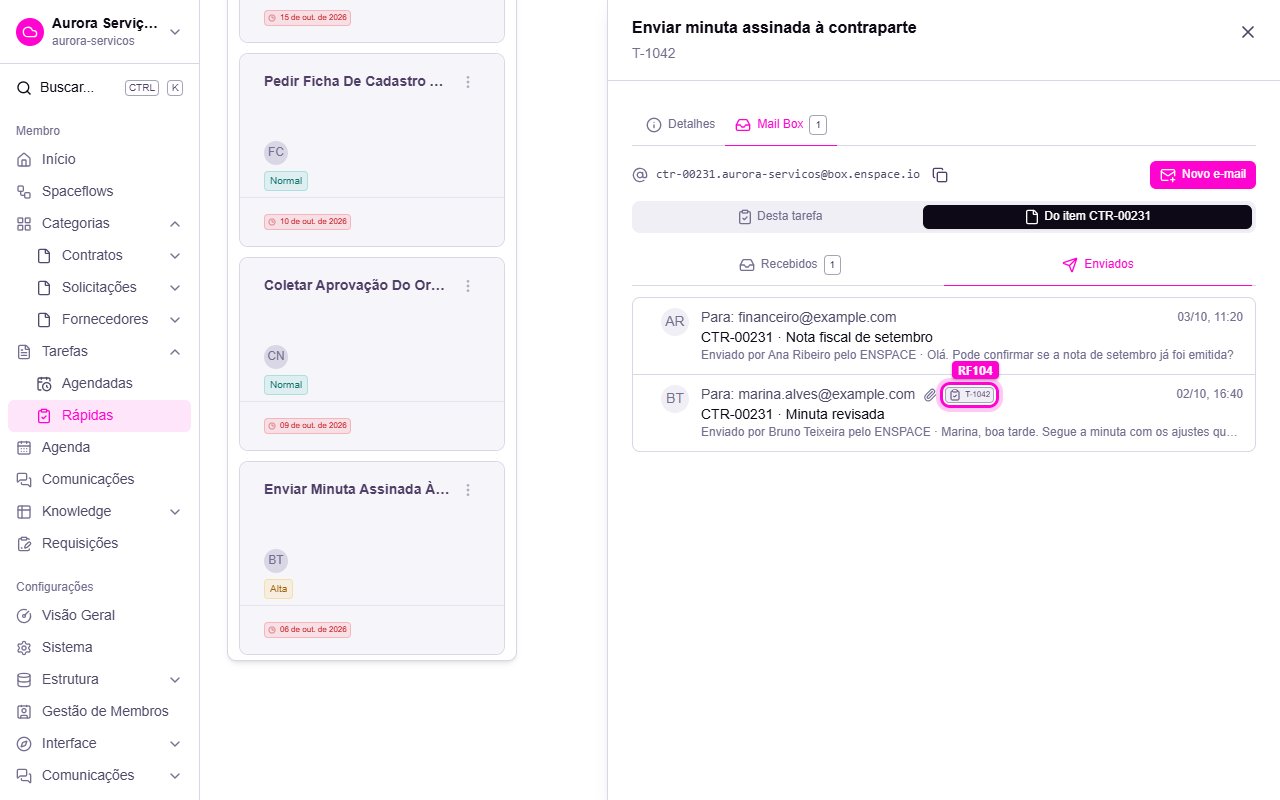 Aurora Serviç...
aurora-servicos
Buscar... CTRL K
Membro
Início
Spaceflows
Categorias
Contratos
Solicitações
Fornecedores
Tarefas
Agendadas
Rápidas
Agenda
Comunicações
Knowledge
Requisições
Configurações
Visão Geral
Sistema
Estrutura
Gestão de Membros
Interface
Comunicações
15 de out. de 2026
Pedir Ficha De Cadastro ...
FC
Normal
10 de out. de 2026
Coletar Aprovação Do Or...
CN
Normal
09 de out. de 2026
Enviar Minuta Assinada À...
BT
Alta
06 de out. de 2026
Enviar minuta assinada à contraparte
T-1042
Detalhes Mail Box 1
ctr-00231.aurora-servicos@box.enspace.io Novo e-mail
Desta tarefa Do item CTR-00231
Recebidos 1 Enviados
AR Para: financeiro@example.com 03/10, 11:20
CTR-00231 · Nota fiscal de setembro
Enviado por Ana Ribeiro pelo ENSPACE · Olá. Pode confirmar se a nota de setembro já foi emitida?
RF104
BT Para: marina.alves@example.com T-1042 02/10, 16:40
CTR-00231 · Minuta revisada
Enviado por Bruno Teixeira pelo ENSPACE · Marina, boa tarde. Segue a minuta com os ajustes qu...